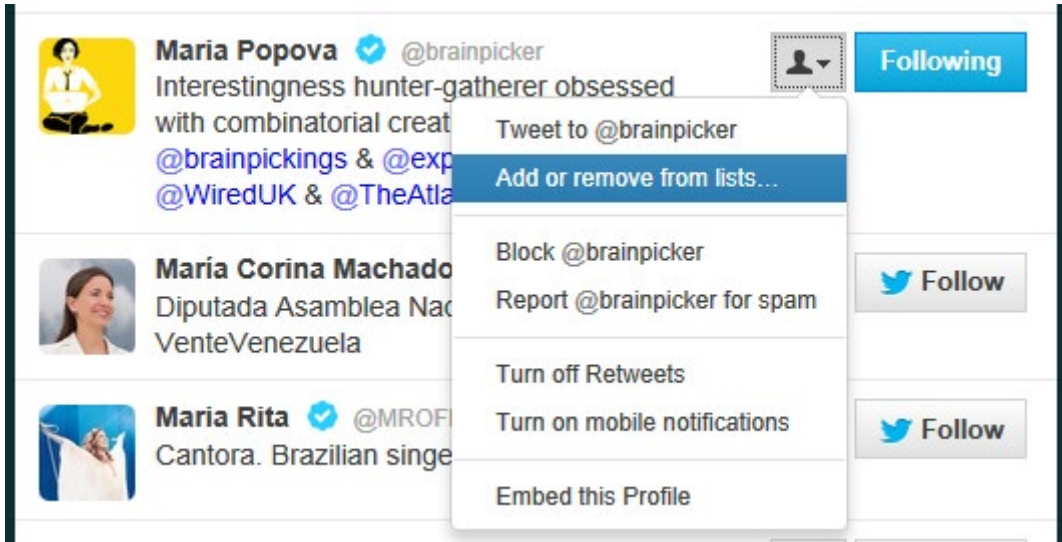 Maria Popova @brainpicker
Following
Interestingness hunter-gatherer obsessed
with combinatorial creat
@brainpickings & @exp
@WiredUK & @TheAtla
Tweet to @brainpicker
Add or remove from lists...
Block @brainpicker
Report @brainpicker for spam
Turn off Retweets
Turn on mobile notifications
Embed this Profile
María Corina Machado
Diputada Asamblea Nac
VenteVenezuela
Follow
Maria Rita @MROF
Cantora. Brazilian singe
Follow